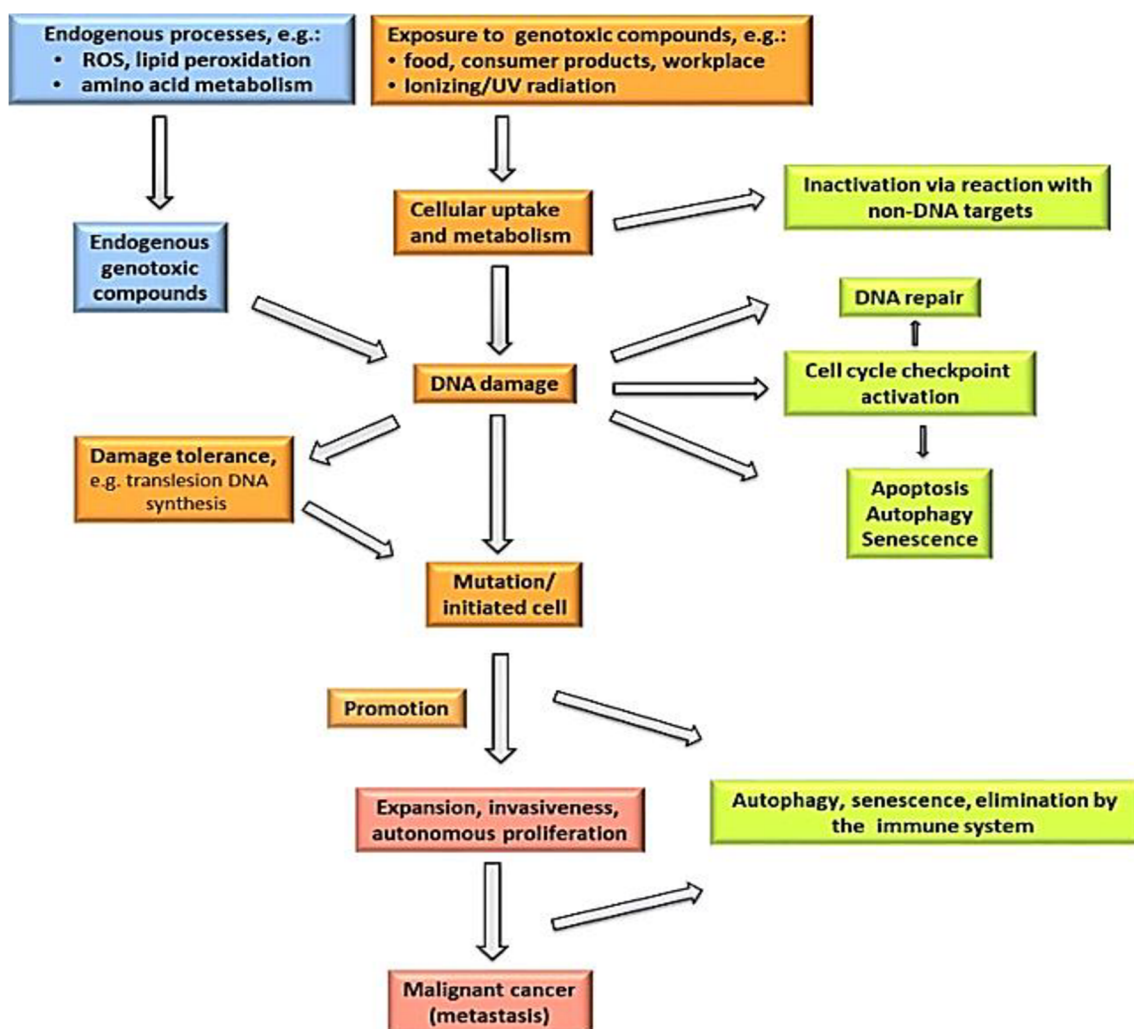 Endogenous processes, e.g.:
• ROS, lipid peroxidation
• amino acid metabolism
Exposure to genotoxic compounds, e.g.:
• food, consumer products, workplace
• Ionizing/UV radiation
Cellular uptake
and metabolism
Inactivation via reaction with
non-DNA targets
Endogenous
genotoxic
compounds
DNA repair
Cell cycle checkpoint
activation
DNA damage
Damage tolerance,
e.g. translesion DNA
synthesis
Apoptosis
Autophagy
Senescence
Mutation/
initiated cell
Promotion
Expansion, invasiveness,
autonomous proliferation
Autophagy, senescence, elimination by
the immune system
Malignant cancer
(metastasis)